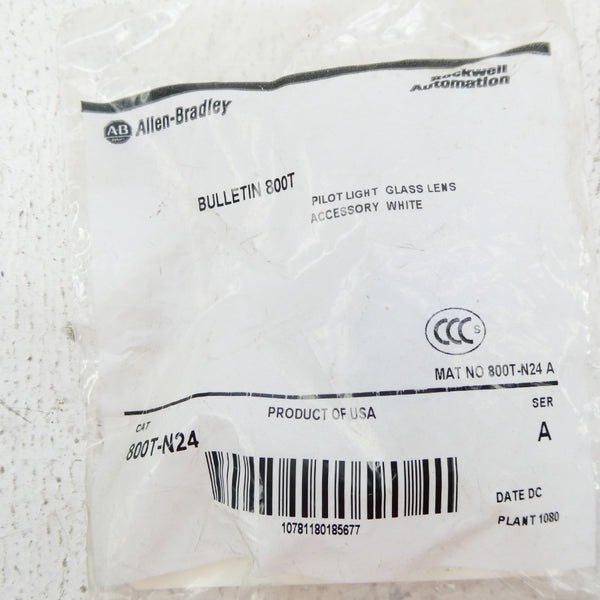 Rockwell
Automation
AB Allen-Bradley
BULLETIN 800T
PILOT LIGHT GLASS LENS
ACCESSORY WHITE
CCC S
MAT NO 800T-N24 A
PRODUCT OF USA
CAT
800T-N24
SER
A
10781180185677
DATE DC
PLANT 1080